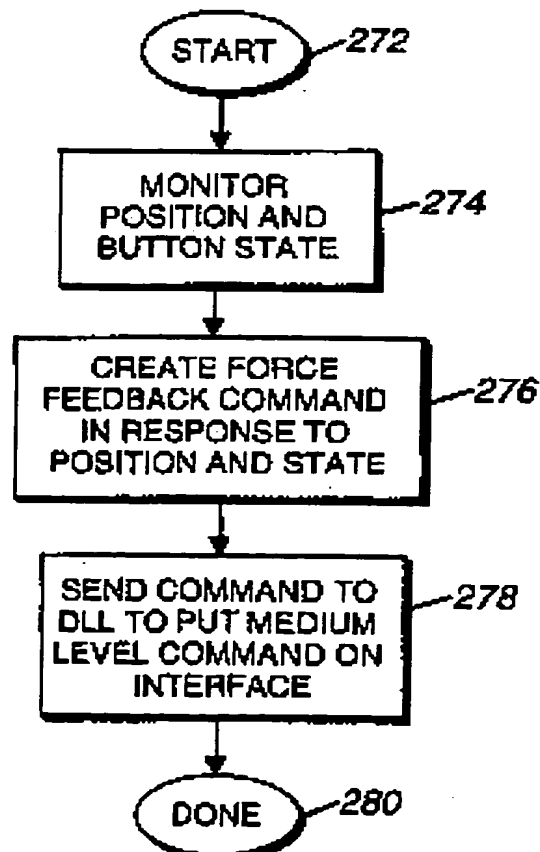 START
272
MONITOR
POSITION AND
BUTTON STATE
274
CREATE FORCE
FEEDBACK COMMAND
IN RESPONSE TO
POSITION AND STATE
276
SEND COMMAND TO
DLL TO PUT MEDIUM
LEVEL COMMAND ON
INTERFACE
278
DONE
280